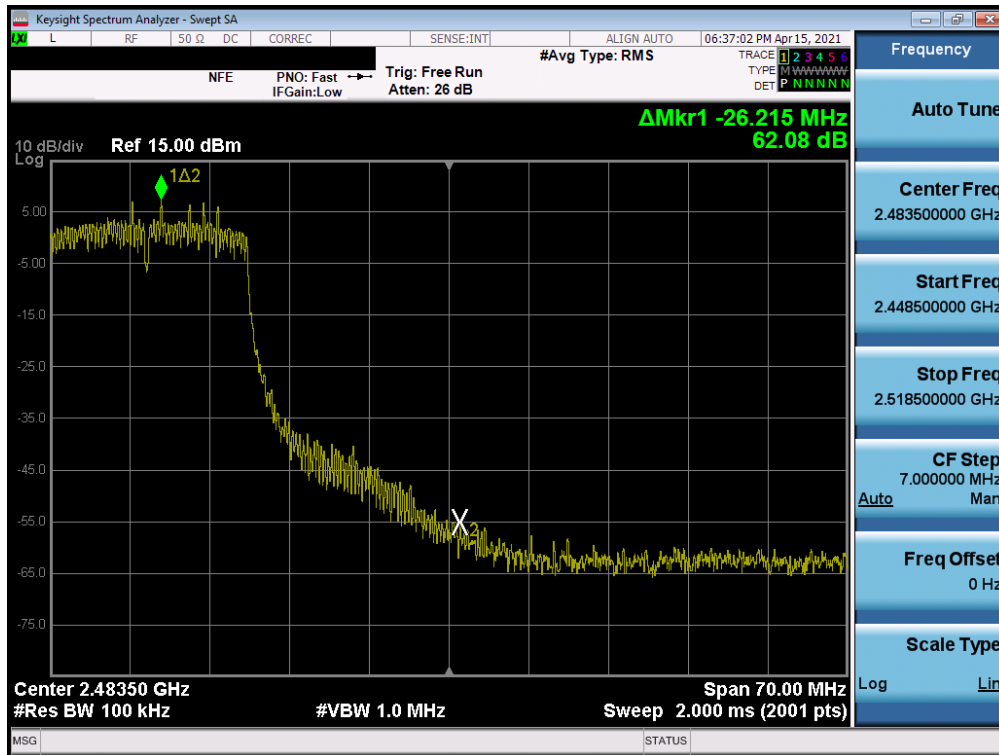 Keysight Spectrum Analyzer - Swept SA
LXI L RF 50 Ω DC CORREC SENSE:INT ALIGN AUTO 06:37:02 PM Apr 15, 2021
NFE PNO: Fast Trig: Free Run #Avg Type: RMS TRACE 1 2 3 4 5 6
IFGain:Low Atten: 26 dB TYPE M WWWWW
DET P N N N N N
ΔMkr1 -26.215 MHz
62.08 dB
10 dB/div Ref 15.00 dBm
Log
1Δ2
5.00
-5.00
-15.0
-25.0
-35.0
-45.0
-55.0
X2
-65.0
-75.0
Center 2.48350 GHz Span 70.00 MHz
#Res BW 100 kHz #VBW 1.0 MHz Sweep 2.000 ms (2001 pts)
MSG STATUS
Frequency
Auto Tune
Center Freq
2.483500000 GHz
Start Freq
2.448500000 GHz
Stop Freq
2.518500000 GHz
CF Step
7.000000 MHz
Auto Man
Freq Offset
0 Hz
Scale Type
Log Lin